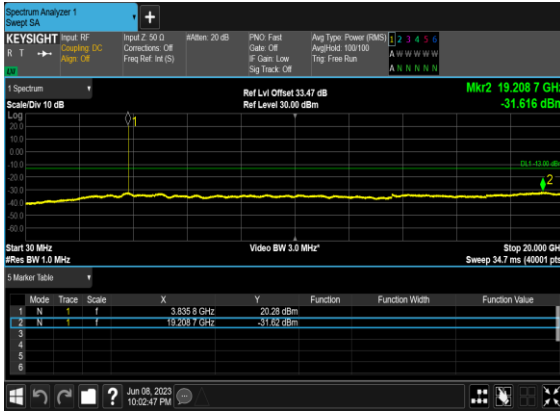 Spectrum Analyzer 1
Swept SA
+
KEYSIGHT Input: RF Input Z: 50 Ω #Atten: 20 dB PNO: Fast Avg Type: Power (RMS) 1 2 3 4 5 6
R T Coupling: DC Corrections: Off Gate: Off Avg|Hold: 100/100 A W W W W W
Align: Off Freq Ref: Int (S) IF Gain: Low Trig: Free Run
Sig Track: Off A N N N N N
1 Spectrum Ref Lvl Offset 33.47 dB Mkr2 19.208 7 GHz
Scale/Div 10 dB Ref Level 30.00 dBm -31.616 dBm
Log
20.0
10.0
0.00
-10.0
-20.0
-30.0
-40.0
-50.0
-60.0
1
DL1 -13.00 dBm
2
Start 30 MHz Video BW 3.0 MHz* Stop 20.000 GHz
#Res BW 1.0 MHz Sweep 34.7 ms (40001 pts)
5 Marker Table
Mode Trace Scale X Y Function Function Width Function Value
1 N 1 f 3.835 8 GHz 20.28 dBm
2 N 1 f 19.208 7 GHz -31.62 dBm
3
4
5
6
? Jun 08, 2023
10:02:47 PM